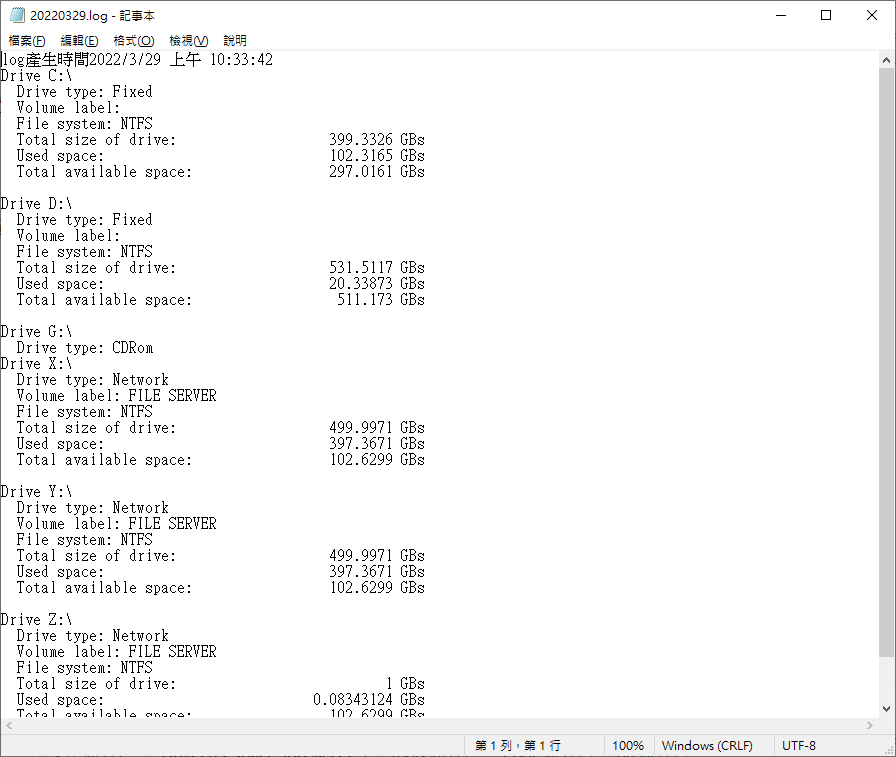 20220329.log - 記事本
檔案(F) 編輯(E) 格式(O) 檢視(V) 說明
log產生時間2022/3/29 上午 10:33:42
Drive C:\
Drive type: Fixed
Volume label:
File system: NTFS
Total size of drive: 399.3326 GBs
Used space: 102.3165 GBs
Total available space: 297.0161 GBs
Drive D:\
Drive type: Fixed
Volume label:
File system: NTFS
Total size of drive: 531.5117 GBs
Used space: 20.33873 GBs
Total available space: 511.173 GBs
Drive G:\
Drive type: CDRom
Drive X:\
Drive type: Network
Volume label: FILE SERVER
File system: NTFS
Total size of drive: 499.9971 GBs
Used space: 397.3671 GBs
Total available space: 102.6299 GBs
Drive Y:\
Drive type: Network
Volume label: FILE SERVER
File system: NTFS
Total size of drive: 499.9971 GBs
Used space: 397.3671 GBs
Total available space: 102.6299 GBs
Drive Z:\
Drive type: Network
Volume label: FILE SERVER
File system: NTFS
Total size of drive: 1 GBs
Used space: 0.08343124 GBs
Total available space: 102.6299 GBs
第 1 列，第 1 行 100% Windows (CRLF) UTF-8